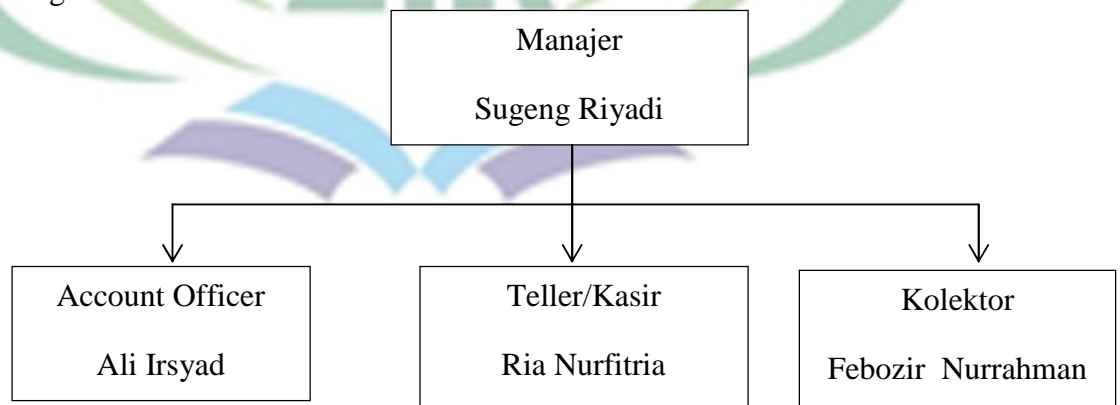 Manajer
Sugeng Riyadi
Account Officer
Ali Irsyad
Teller/Kasir
Ria Nurfitria
Kolektor
Febozir Nurrahman